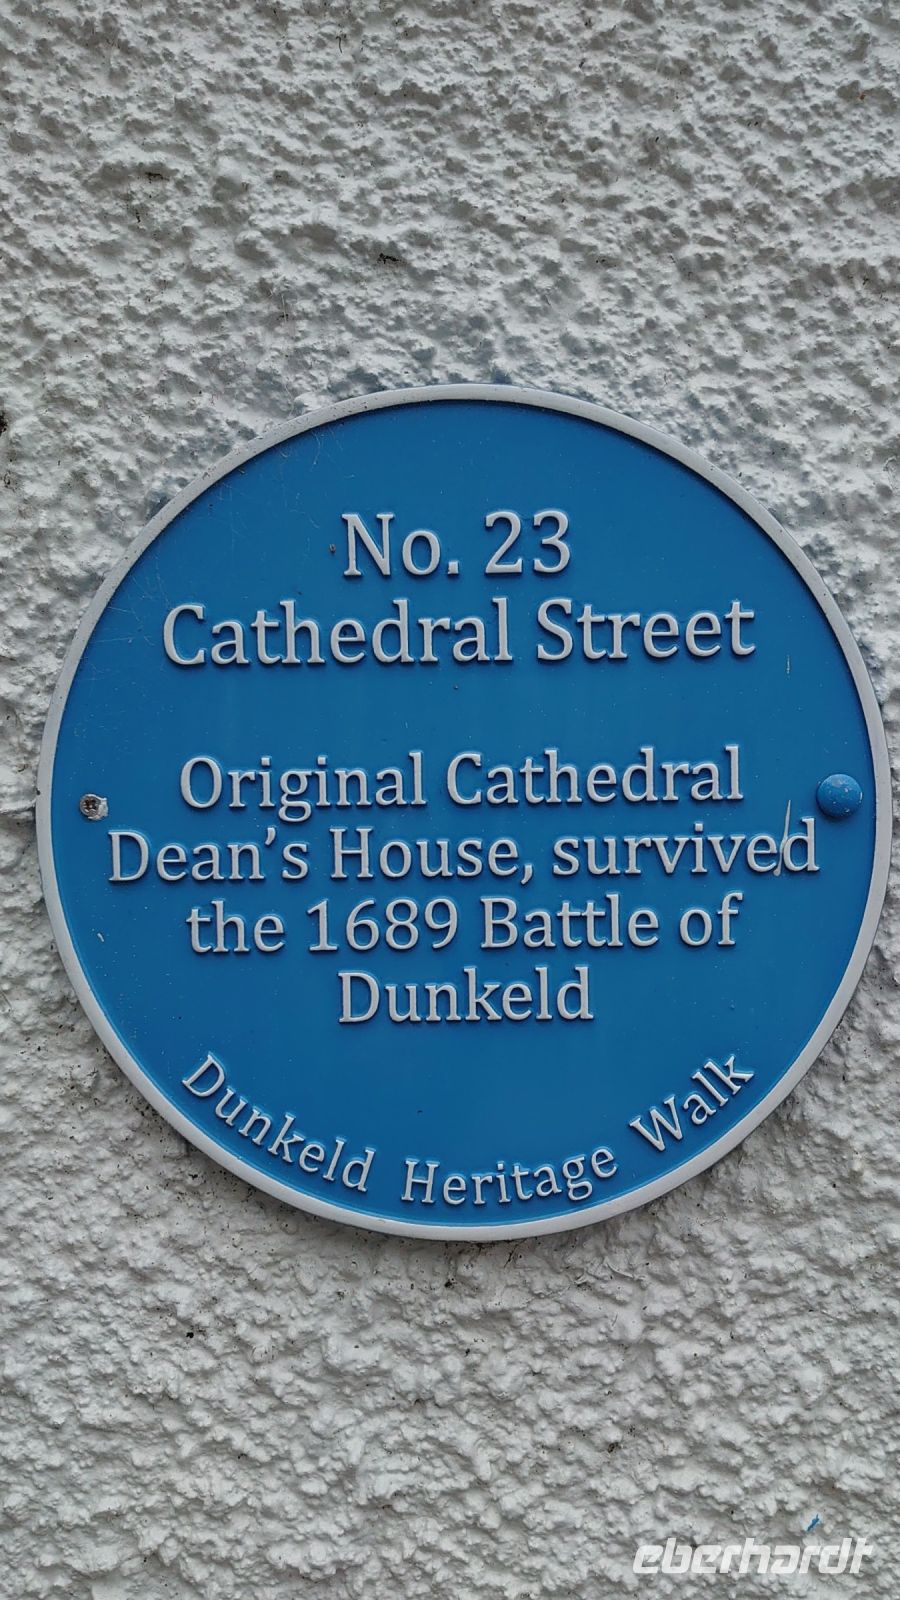 No. 23
Cathedral Street
Original Cathedral
Dean's House, survived
the 1689 Battle of
Dunkeld
Dunkeld Heritage Walk
eberhardt